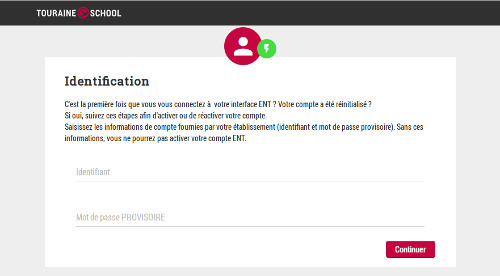 TOURAINE SCHOOL
Identification
C'est la première fois que vous vous connectez à votre interface ENT ? Votre compte a été réinitialisé ?
Si oui, suivez ces étapes afin d'activer ou de réactiver votre compte.
Saisissez les informations de compte fournies par votre établissement (identifiant et mot de passe provisoire). Sans ces
informations, vous ne pourrez pas activer votre compte ENT.
Identifiant
Mot de passe PROVISOIRE
Continuer